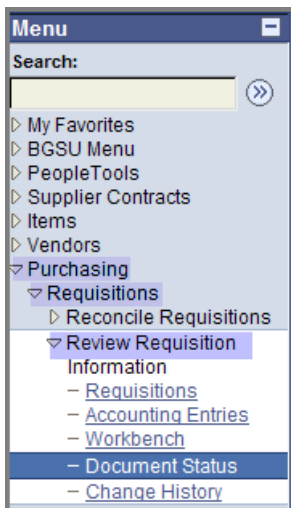 Menu
Search:
My Favorites
BGSU Menu
PeopleTools
Supplier Contracts
Items
Vendors
Purchasing
Requisitions
Reconcile Requisitions
Review Requisition
Information
– Requisitions
– Accounting Entries
– Workbench
– Document Status
– Change History